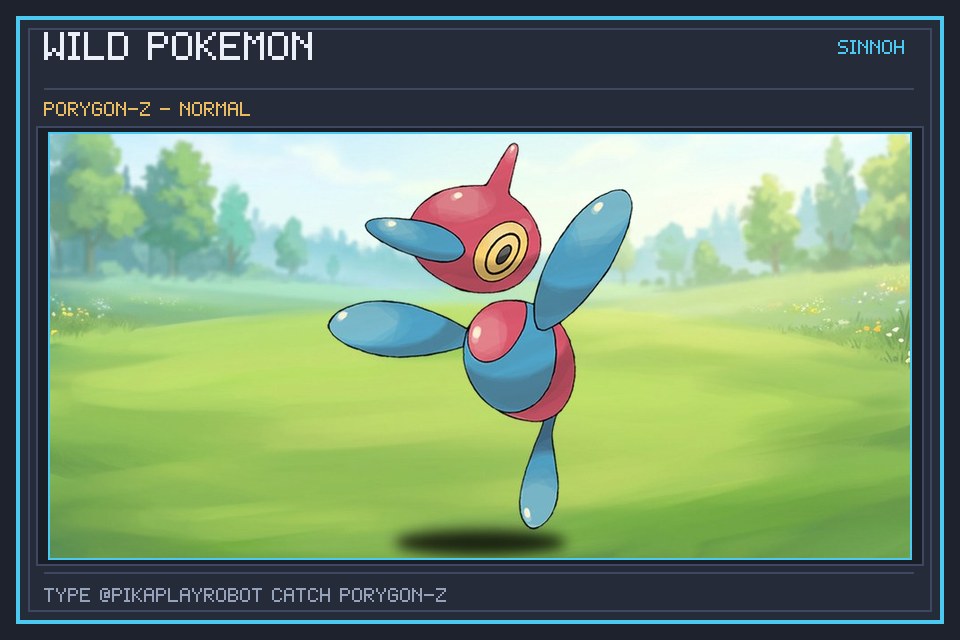 WILD POKEMON
SINNOH
PORYGON-Z - NORMAL
TYPE @PIKAPLAYROBOT CATCH PORYGON-Z